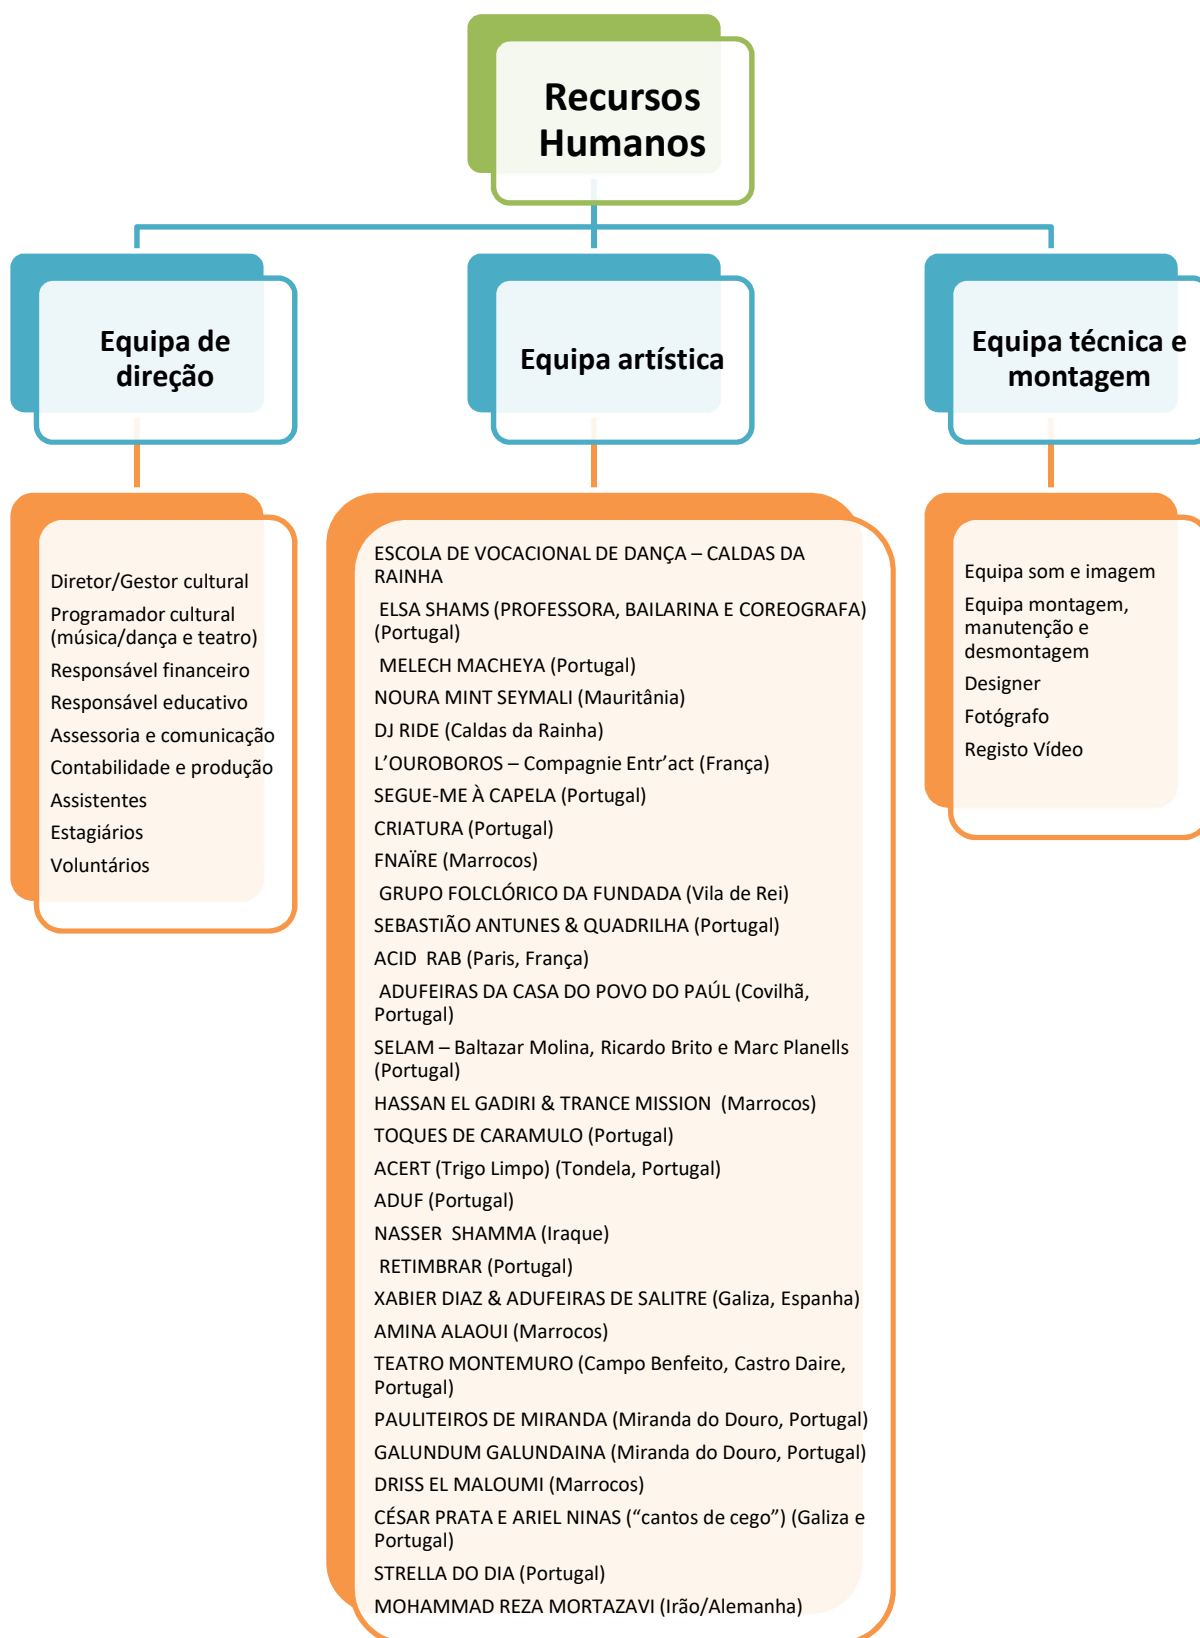 Recursos
Humanos
Equipa de
direção
Equipa artística
Equipa técnica e
montagem
Diretor/Gestor cultural
Programador cultural
(música/dança e teatro)
Responsável financeiro
Responsável educativo
Assessoria e comunicação
Contabilidade e produção
Assistentes
Estagiários
Voluntários
ESCOLA DE VOCACIONAL DE DANÇA – CALDAS DA
RAINHA
ELSA SHAMS (PROFESSORA, BAILARINA E COREOGRAFA)
(Portugal)
MELECH MACHEYA (Portugal)
NOURA MINT SEYMALI (Mauritânia)
DJ RIDE (Caldas da Rainha)
L’OUROBOROS – Compagnie Entr’act (França)
SEGUE-ME À CAPELA (Portugal)
CRIATURA (Portugal)
FNAÏRE (Marrocos)
GRUPO FOLCLÓRICO DA FUNDADA (Vila de Rei)
SEBASTIÃO ANTUNES & QUADRILHA (Portugal)
ACID  RAB (Paris, França)
ADUFEIRAS DA CASA DO POVO DO PAÚL (Covilhã,
Portugal)
SELAM – Baltazar Molina, Ricardo Brito e Marc Planells
(Portugal)
HASSAN EL GADIRI & TRANCE MISSION  (Marrocos)
TOQUES DE CARAMULO (Portugal)
ACERT (Trigo Limpo) (Tondela, Portugal)
ADUF (Portugal)
NASSER  SHAMMA (Iraque)
RETIMBRAR (Portugal)
XABIER DIAZ & ADUFEIRAS DE SALITRE (Galiza, Espanha)
AMINA ALAOUI (Marrocos)
TEATRO MONTEMURO (Campo Benfeito, Castro Daire,
Portugal)
PAULITEIROS DE MIRANDA (Miranda do Douro, Portugal)
GALUNDUM GALUNDAINA (Miranda do Douro, Portugal)
DRISS EL MALOUMI (Marrocos)
CÉSAR PRATA E ARIEL NINAS (“cantos de cego”) (Galiza e
Portugal)
STRELLA DO DIA (Portugal)
MOHAMMAD REZA MORTAZAVI (Irão/Alemanha)
Equipa som e imagem
Equipa montagem,
manutenção e
desmontagem
Designer
Fotógrafo
Registo Vídeo